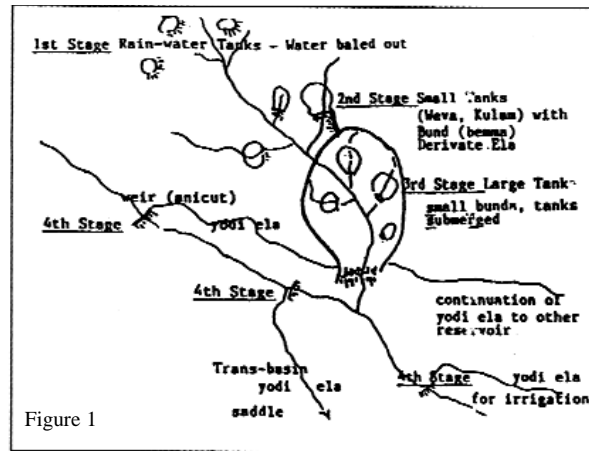 1st Stage Rain-water Tanks - Water baled out
2nd Stage Small Tanks
(Weva, Kulam) with
Bund (bemma)
Derivate Ela
3rd Stage Large Tank
small bunds, tanks
submerged
weir (anicut)
4th Stage
yodi ela
4th Stage
continuation of
yodi ela to other
reservoir
Trans-basin
yodi ela
saddle
4th Stage
yodi ela
for irrigation
Figure 1